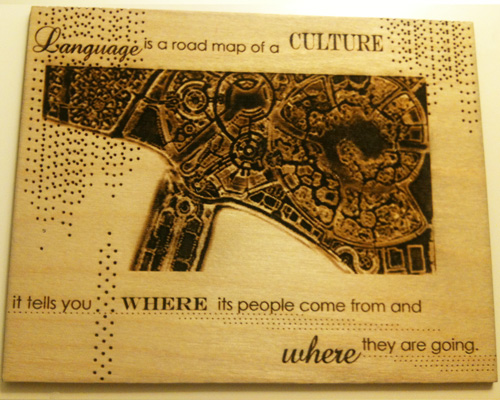 Language is a road map of a CULTURE
it tells you WHERE its people come from and
where they are going.